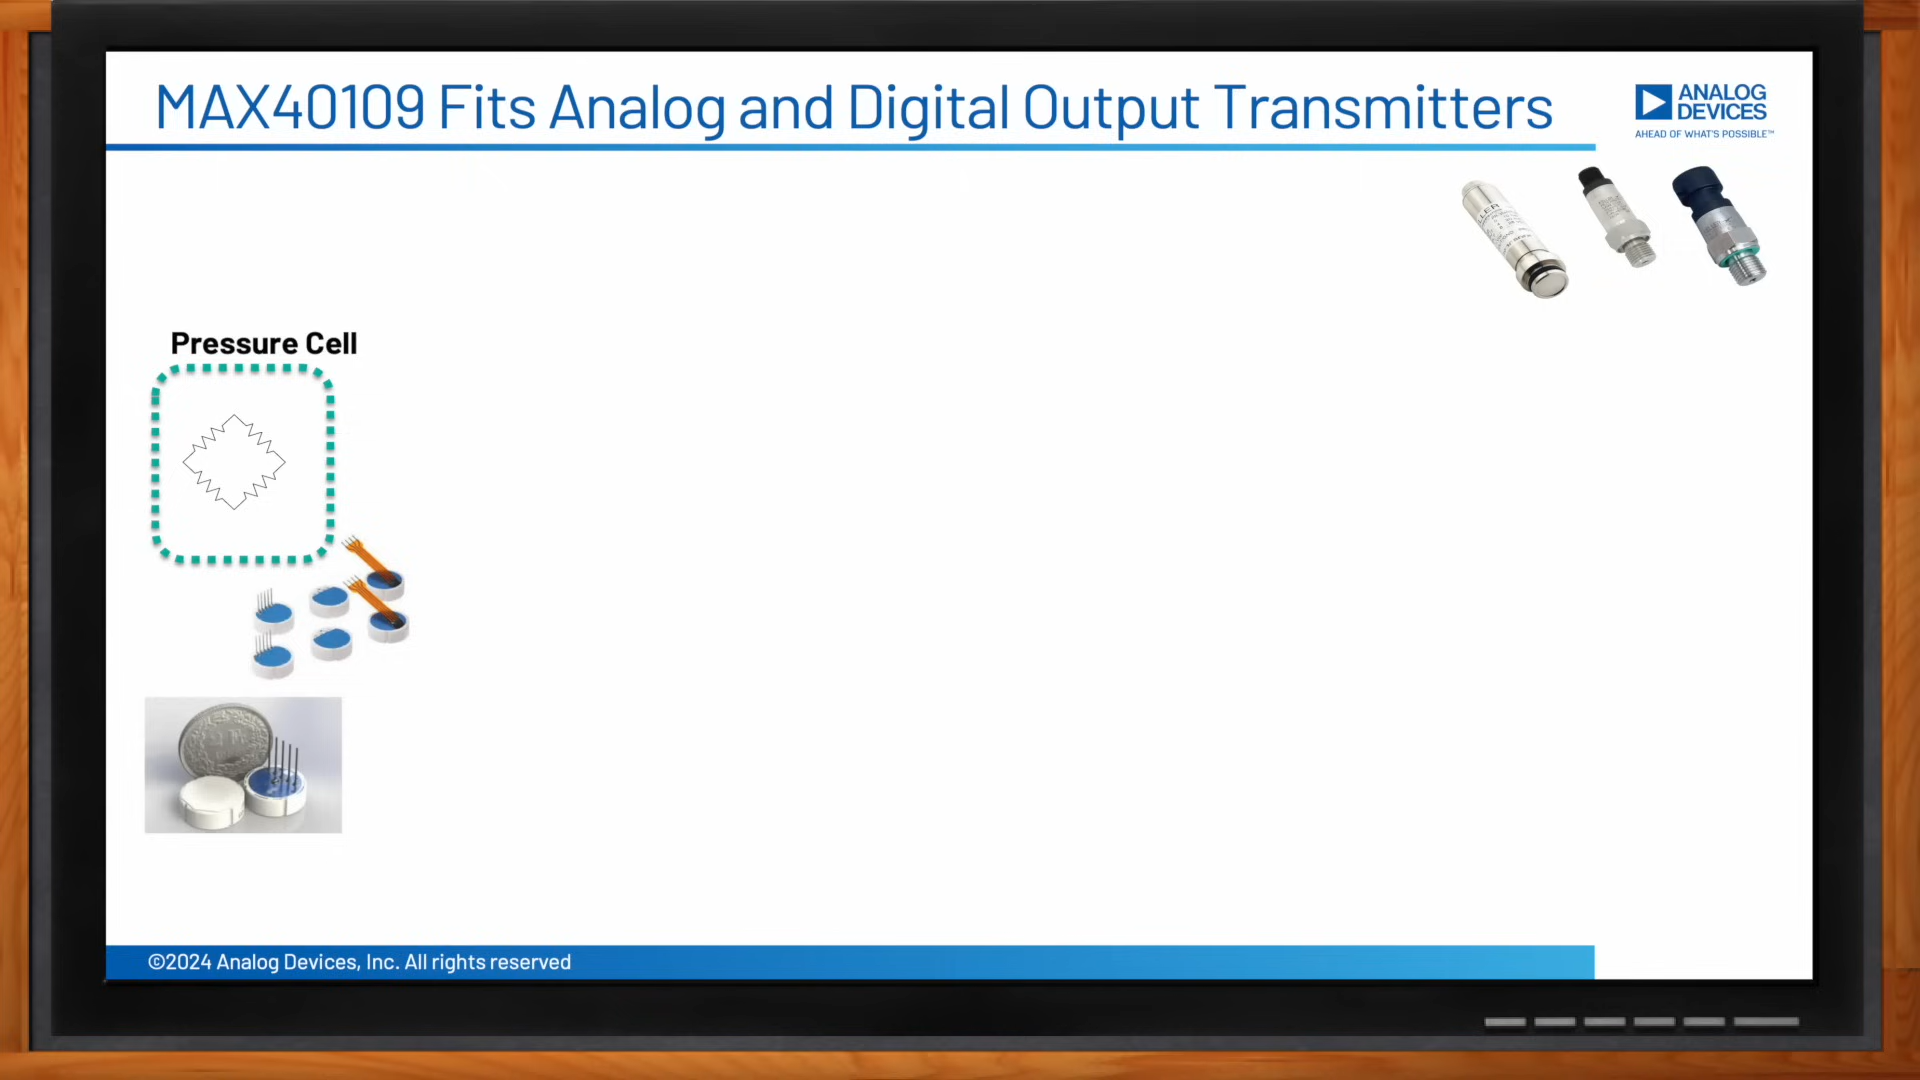 MAX40109 Fits Analog and Digital Output Transmitters
ANALOG
DEVICES
AHEAD OF WHAT'S POSSIBLE™
Pressure Cell
©2024 Analog Devices, Inc. All rights reserved